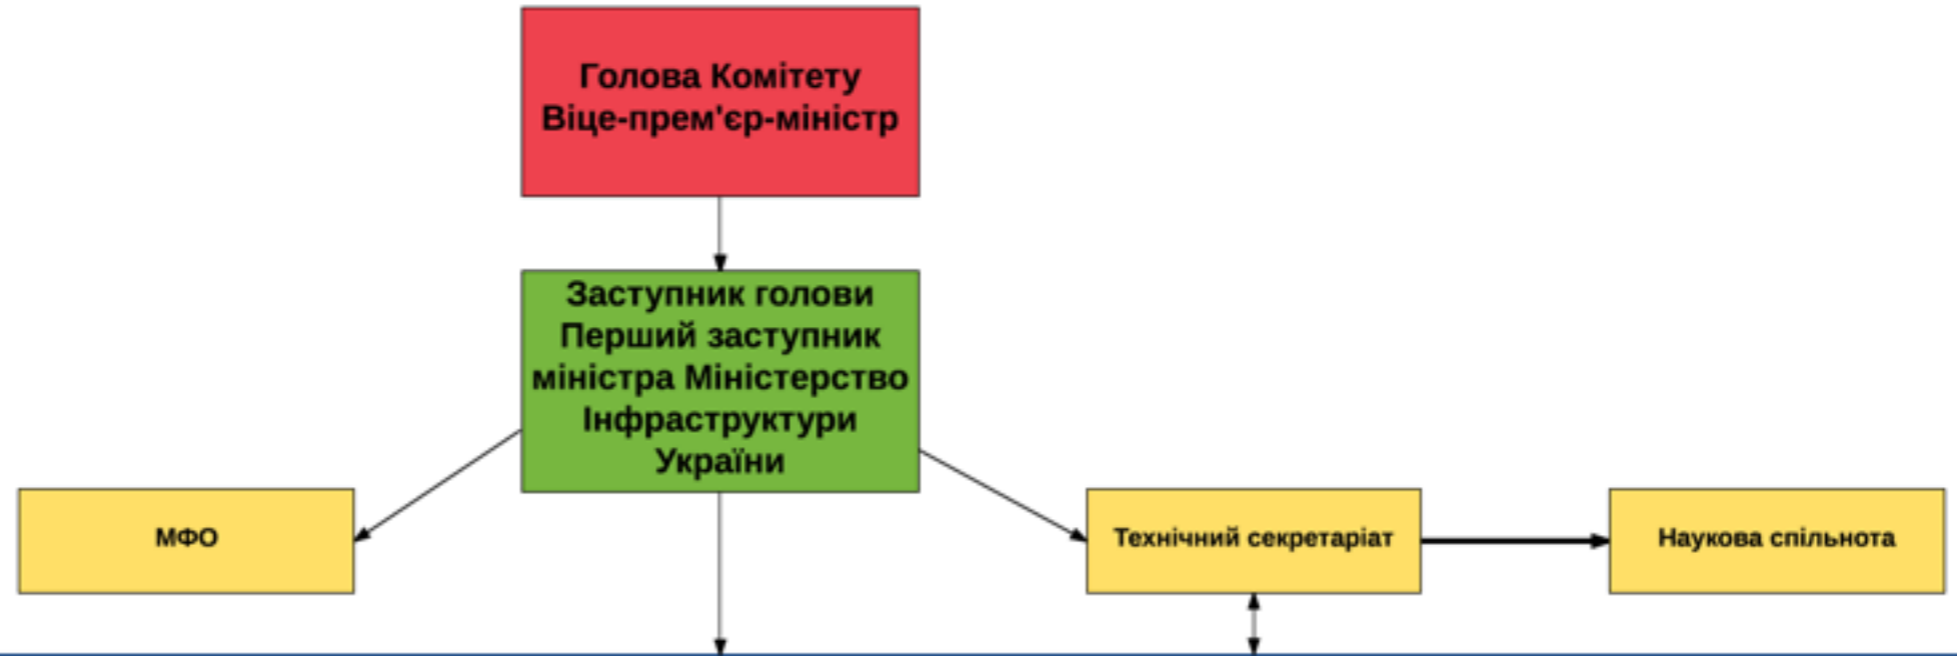 Голова Комітету
Віце-прем'єр-міністр
Заступник голови
Перший заступник
міністра Міністерство
Інфраструктури
України
МФО
Технічний секретаріат
Наукова спільнота